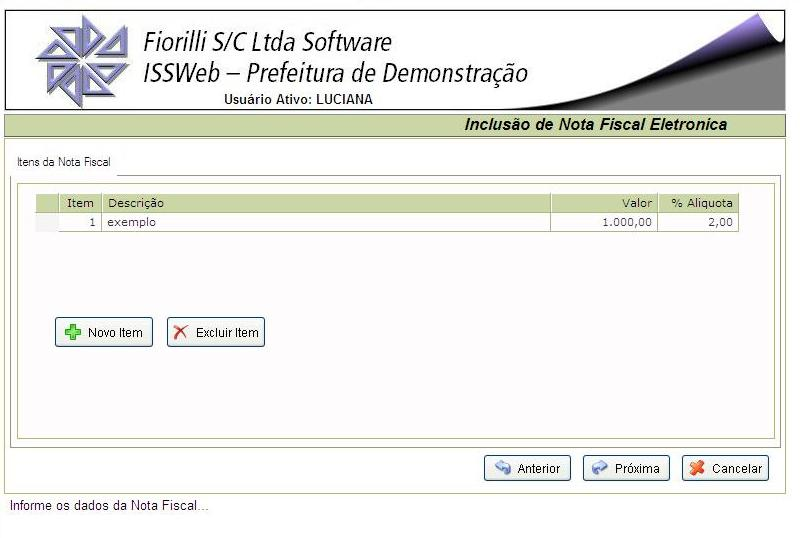 Fiorilli S/C Ltda Software
ISSWeb – Prefeitura de Demonstração
Usuário Ativo: LUCIANA
Inclusão de Nota Fiscal Eletronica
Itens da Nota Fiscal
Item Descrição Valor % Aliquota
1 exemplo 1.000,00 2,00
Novo Item Excluir Item
Anterior Próxima Cancelar
Informe os dados da Nota Fiscal...